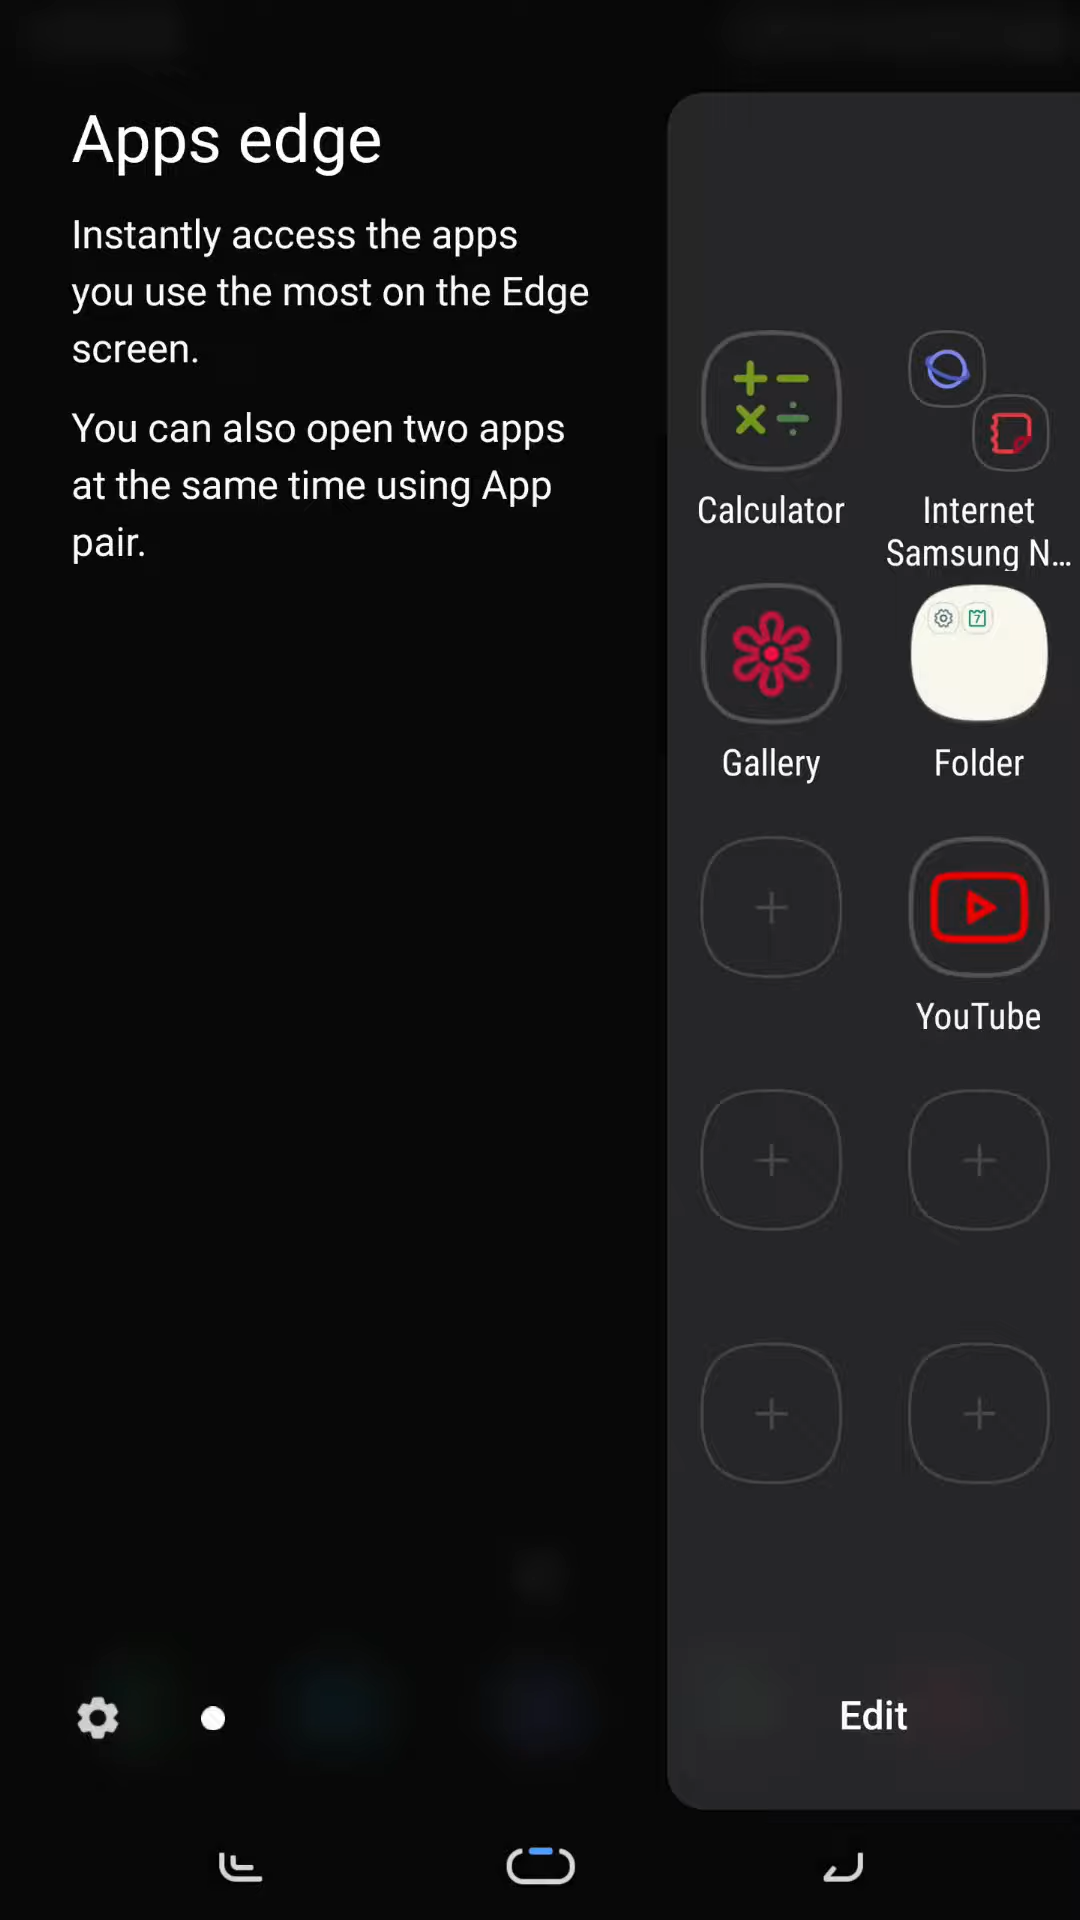 Apps edge
Instantly access the apps
you use the most on the Edge
screen.
You can also open two apps
at the same time using App
pair.
Calculator
Internet
Samsung N...
Gallery
7
Folder
YouTube
Edit